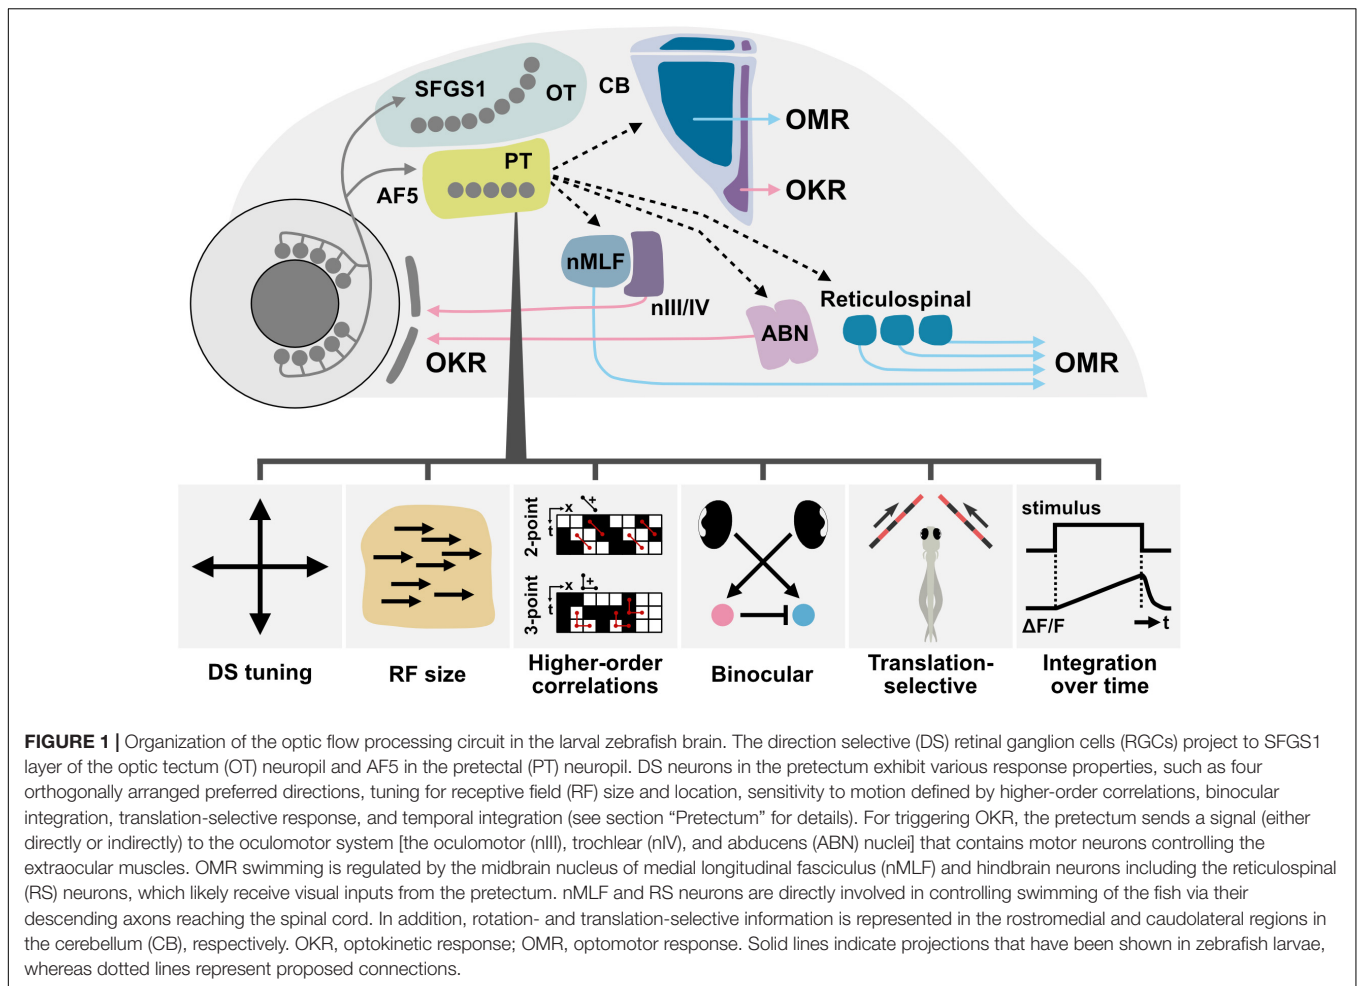 SFGS1
OT
CB
OMR
PT
AF5
OKR
nMLF
nIII/IV
Reticulospinal
ABN
OKR
OMR
2-point
x
+
t
3-point
x
+
t
stimulus
ΔF/F
t
DS tuning
RF size
Higher-order
correlations
Binocular
Translation-
selective
Integration
over time
FIGURE 1 | Organization of the optic flow processing circuit in the larval zebrafish brain. The direction selective (DS) retinal ganglion cells (RGCs) project to SFGS1
layer of the optic tectum (OT) neuropil and AF5 in the pretectal (PT) neuropil. DS neurons in the pretectum exhibit various response properties, such as four
orthogonally arranged preferred directions, tuning for receptive field (RF) size and location, sensitivity to motion defined by higher-order correlations, binocular
integration, translation-selective response, and temporal integration (see section “Pretectum” for details). For triggering OKR, the pretectum sends a signal (either
directly or indirectly) to the oculomotor system [the oculomotor (nIII), trochlear (nIV), and abducens (ABN) nuclei] that contains motor neurons controlling the
extraocular muscles. OMR swimming is regulated by the midbrain nucleus of medial longitudinal fasciculus (nMLF) and hindbrain neurons including the reticulospinal
(RS) neurons, which likely receive visual inputs from the pretectum. nMLF and RS neurons are directly involved in controlling swimming of the fish via their
descending axons reaching the spinal cord. In addition, rotation- and translation-selective information is represented in the rostromedial and caudolateral regions in
the cerebellum (CB), respectively. OKR, optokinetic response; OMR, optomotor response. Solid lines indicate projections that have been shown in zebrafish larvae,
whereas dotted lines represent proposed connections.